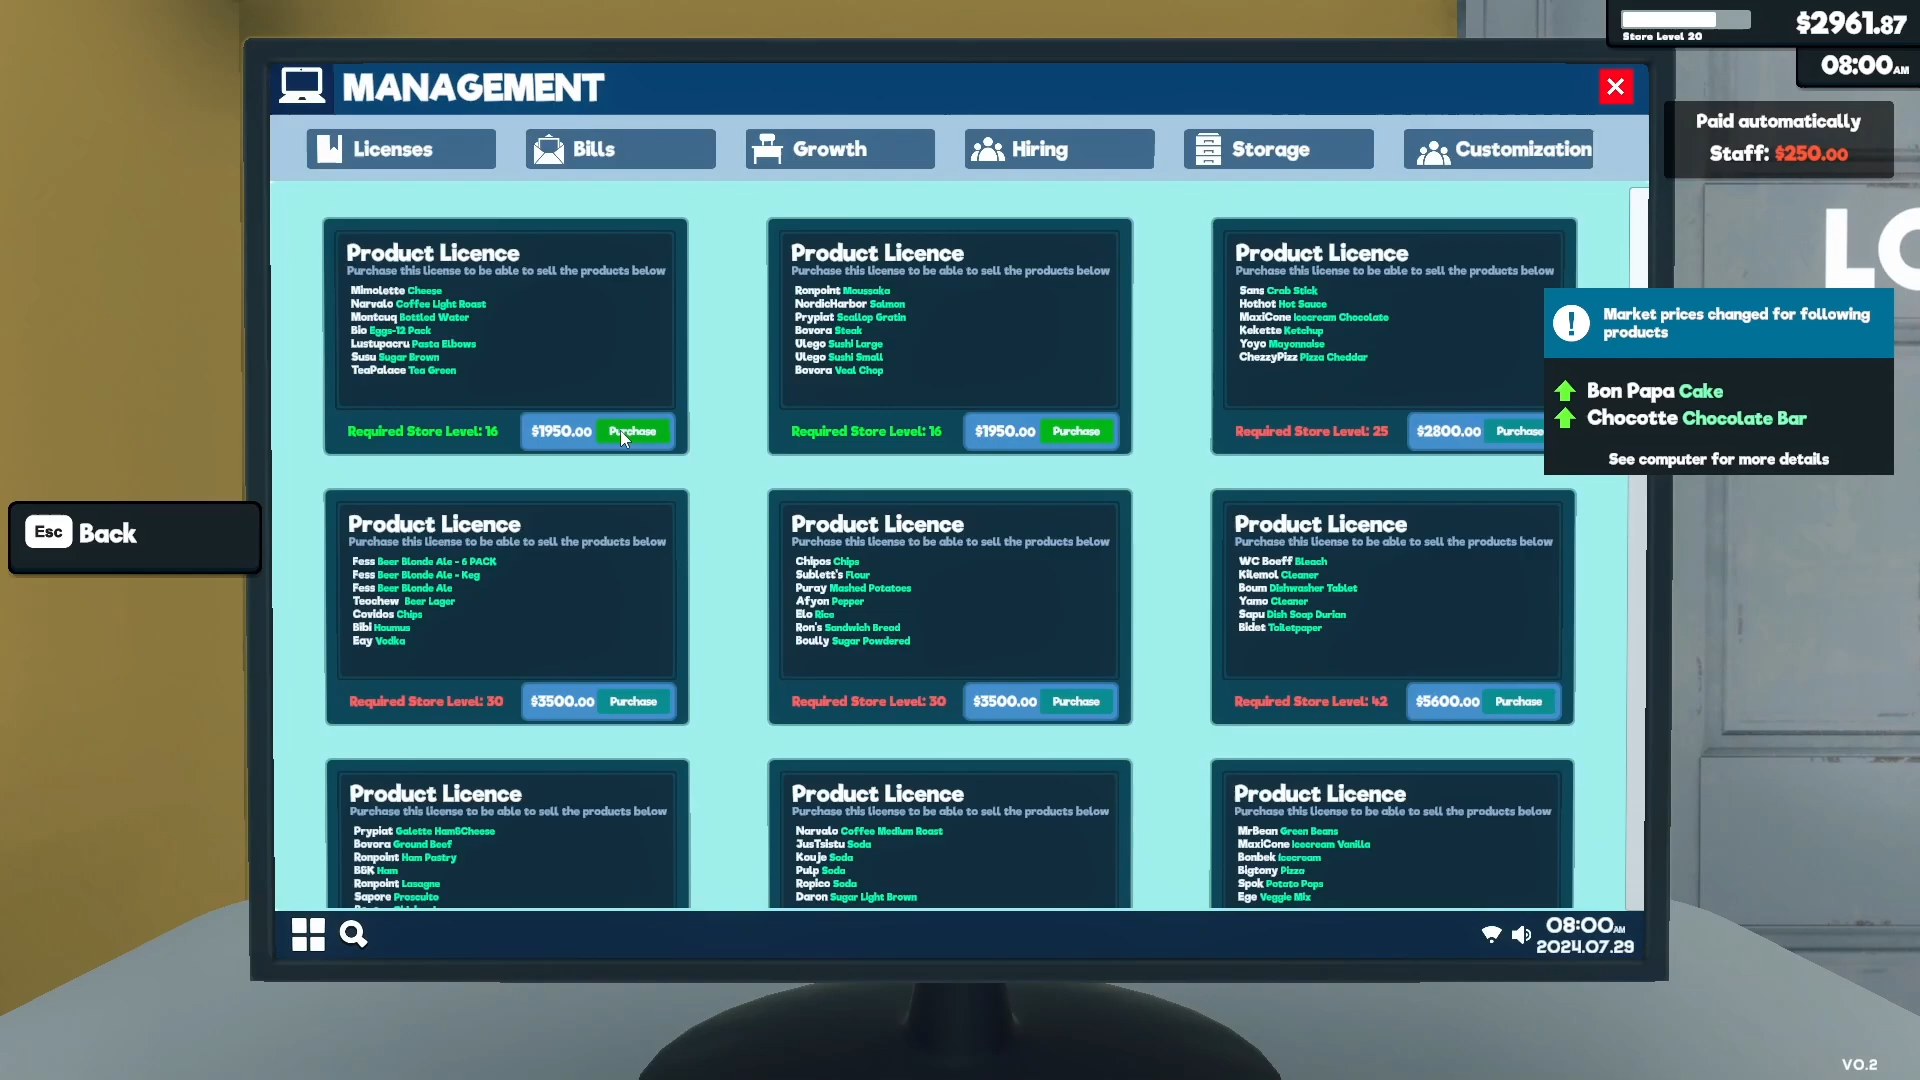 $2961.87
Store Level 20
08:00AM
Paid automatically
Staff: $250.00
MANAGEMENT
Licenses
Bills
Growth
Hiring
Storage
Customization
LO
Product Licence
Purchase this license to be able to sell the products below
Mimolette Cheese
Narvalo Coffee Light Roast
Montcuq Bottled Water
Bio Eggs-12 Pack
Lustupacru Pasta Elbows
Susu Sugar Brown
TeaPalace Tea Green
Required Store Level: 16
$1950.00
Purchase
Product Licence
Purchase this license to be able to sell the products below
Ronpoint Moussaka
NordicHarbor Salmon
Prypiat Scallop Gratin
Bovora Steak
Ulego Sushi Large
Ulego Sushi Small
Bovora Veal Chop
Required Store Level: 16
$1950.00
Purchase
Product Licence
Purchase this license to be able to sell the products below
Sans Crab Stick
Hothot Hot Sauce
MaxiCone Icecream Chocolate
Kekette Ketchup
Yoyo Mayonnaise
ChezzyPizz Pizza Cheddar
Required Store Level: 25
$2800.00
Purchase
Market prices changed for following
products
Bon Papa Cake
Chocotte Chocolate Bar
See computer for more details
Esc Back
Product Licence
Purchase this license to be able to sell the products below
Fess Beer Blonde Ale - 6 PACK
Fess Beer Blonde Ale - Keg
Fess Beer Blonde Ale
Teochew Beer Lager
Covidos Chips
Bibi Houmus
Eay Vodka
Required Store Level: 30
$3500.00
Purchase
Product Licence
Purchase this license to be able to sell the products below
Chipos Chips
Sublett's Flour
Puray Mashed Potatoes
Afyon Pepper
Elo Rice
Ron's Sandwich Bread
Boully Sugar Powdered
Required Store Level: 30
$3500.00
Purchase
Product Licence
Purchase this license to be able to sell the products below
WC Boeff Bleach
Kilemol Cleaner
Boum Dishwasher Tablet
Yamo Cleaner
Sapu Dish Soap Durian
Bidet Toiletpaper
Required Store Level: 42
$5600.00
Purchase
Product Licence
Purchase this license to be able to sell the products below
Prypiat Galette Ham&Cheese
Bovora Ground Beef
Ronpoint Ham Pastry
B&K Ham
Ronpoint Lasagne
Sapore Proscuito
Product Licence
Purchase this license to be able to sell the products below
Narvalo Coffee Medium Roast
JusTsistu Soda
Kouje Soda
Pulp Soda
Ropico Soda
Daron Sugar Light Brown
Product Licence
Purchase this license to be able to sell the products below
MrBean Green Beans
MaxiCone Icecream Vanilla
Bonbek Icecream
Bigtony Pizza
Spok Potato Pops
Ege Veggie Mix
08:00AM
2024.07.29
V0.2